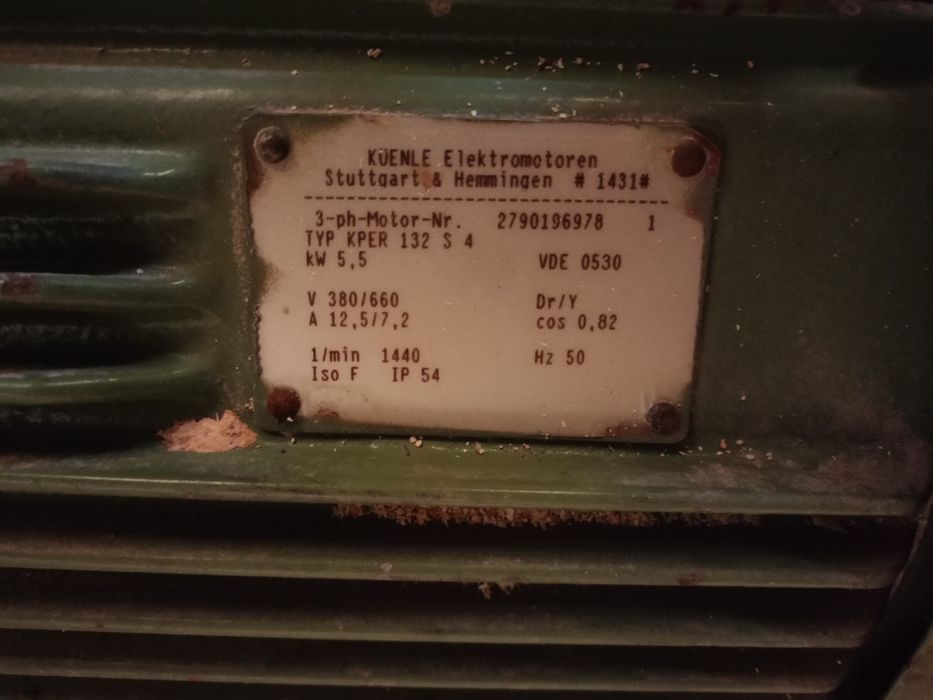 KÜENLE Elektromotoren
Stuttgart & Hemmingen # 1431#
3-ph-Motor-Nr. 2790196978 1
TYP KPER 132 S 4
kW 5,5 VDE 0530
V 380/660 Dr/Y
A 12,5/7,2 cos 0,82
1/min 1440 Hz 50
Iso F IP 54